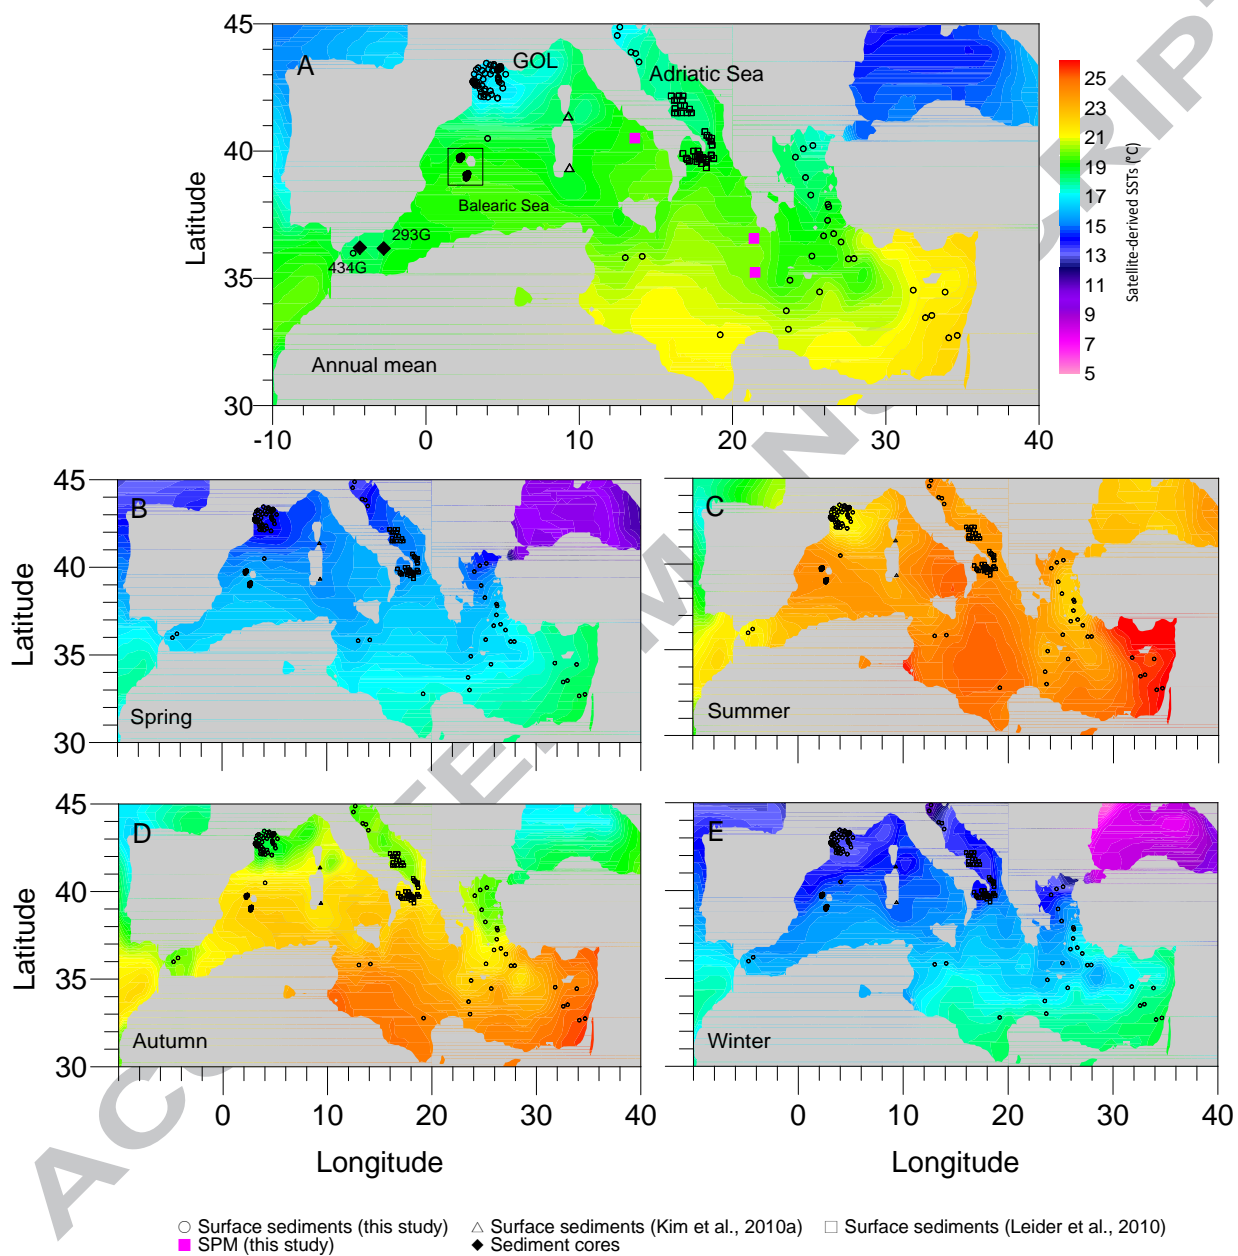 45
A
GOL
Adriatic Sea
40
Balearic Sea
293G
434G
35
Annual mean
30
Latitude
-10 0 10 20 30 40
25
23
21
19
17
15
13
11
9
7
5
Satellite-derived SSTs (°C)
45
B
40
35
Spring
30
Latitude
C
Summer
45
D
40
35
Autumn
30
Latitude
0 10 20 30 40
Longitude
E
Winter
0 10 20 30 40
Longitude
Surface sediments (this study)
Surface sediments (Kim et al., 2010a)
Surface sediments (Leider et al., 2010)
SPM (this study)
Sediment cores